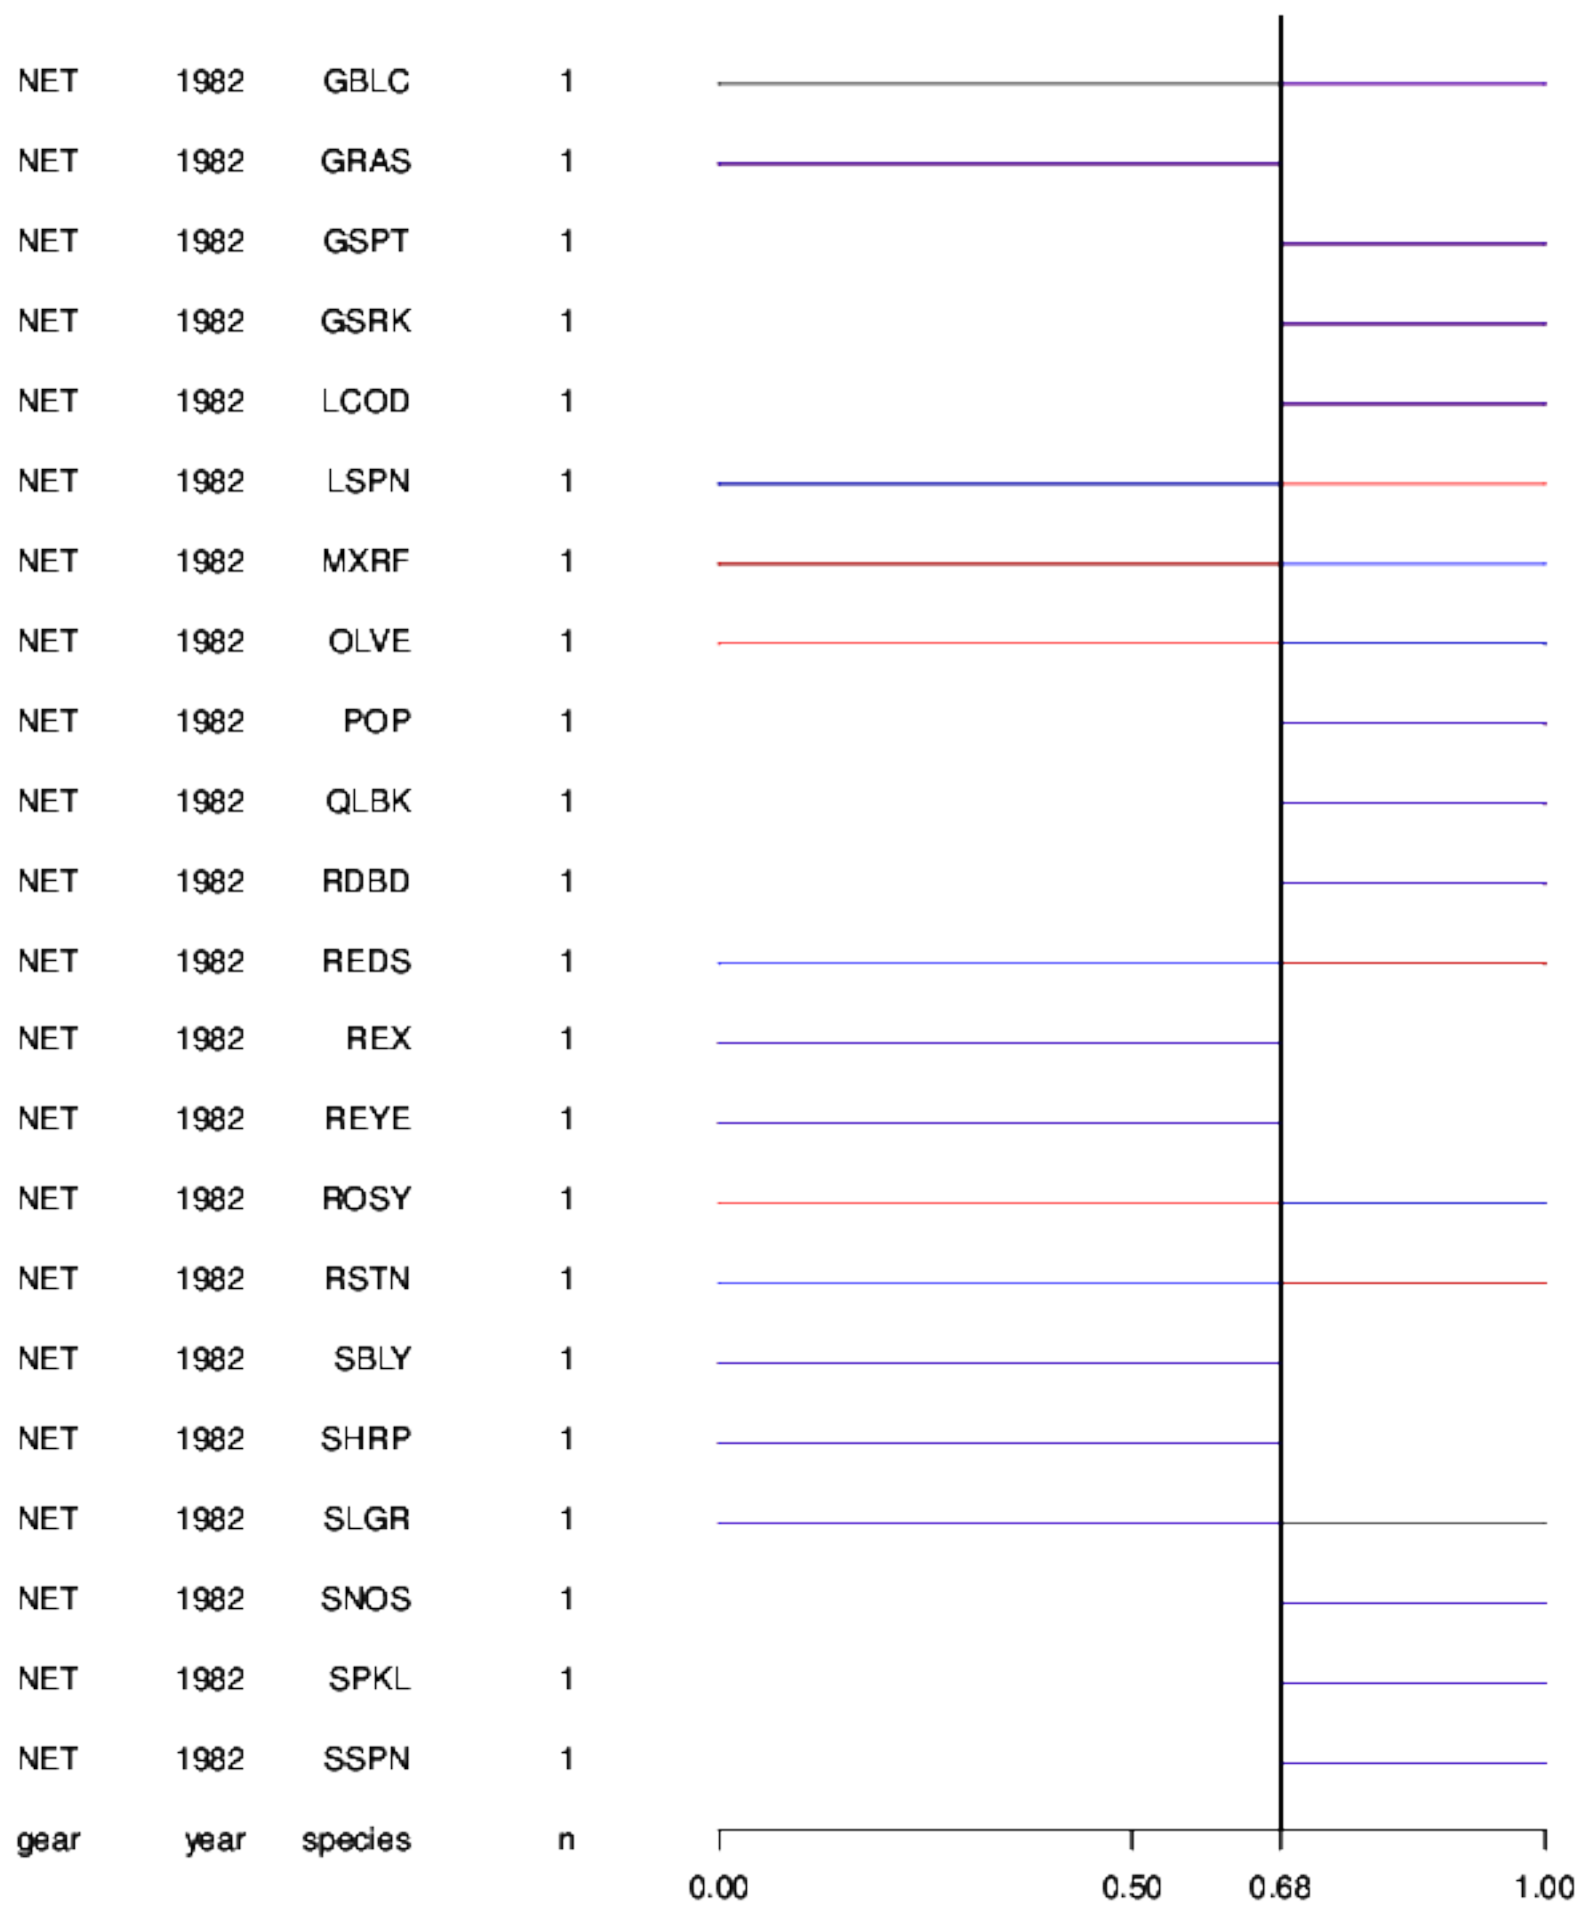 NET 1982 GBLC 1
NET 1982 GRAS 1
NET 1982 GSPT 1
NET 1982 GSRK 1
NET 1982 LCOD 1
NET 1982 LSPN 1
NET 1982 MXRF 1
NET 1982 OLVE 1
NET 1982 POP 1
NET 1982 QLBK 1
NET 1982 RDBD 1
NET 1982 REDS 1
NET 1982 REX 1
NET 1982 REYE 1
NET 1982 ROSY 1
NET 1982 RSTN 1
NET 1982 SBLY 1
NET 1982 SHRP 1
NET 1982 SLGR 1
NET 1982 SNOS 1
NET 1982 SPKL 1
NET 1982 SSPN 1
gear year species n
0.00 0.50 0.68 1.00